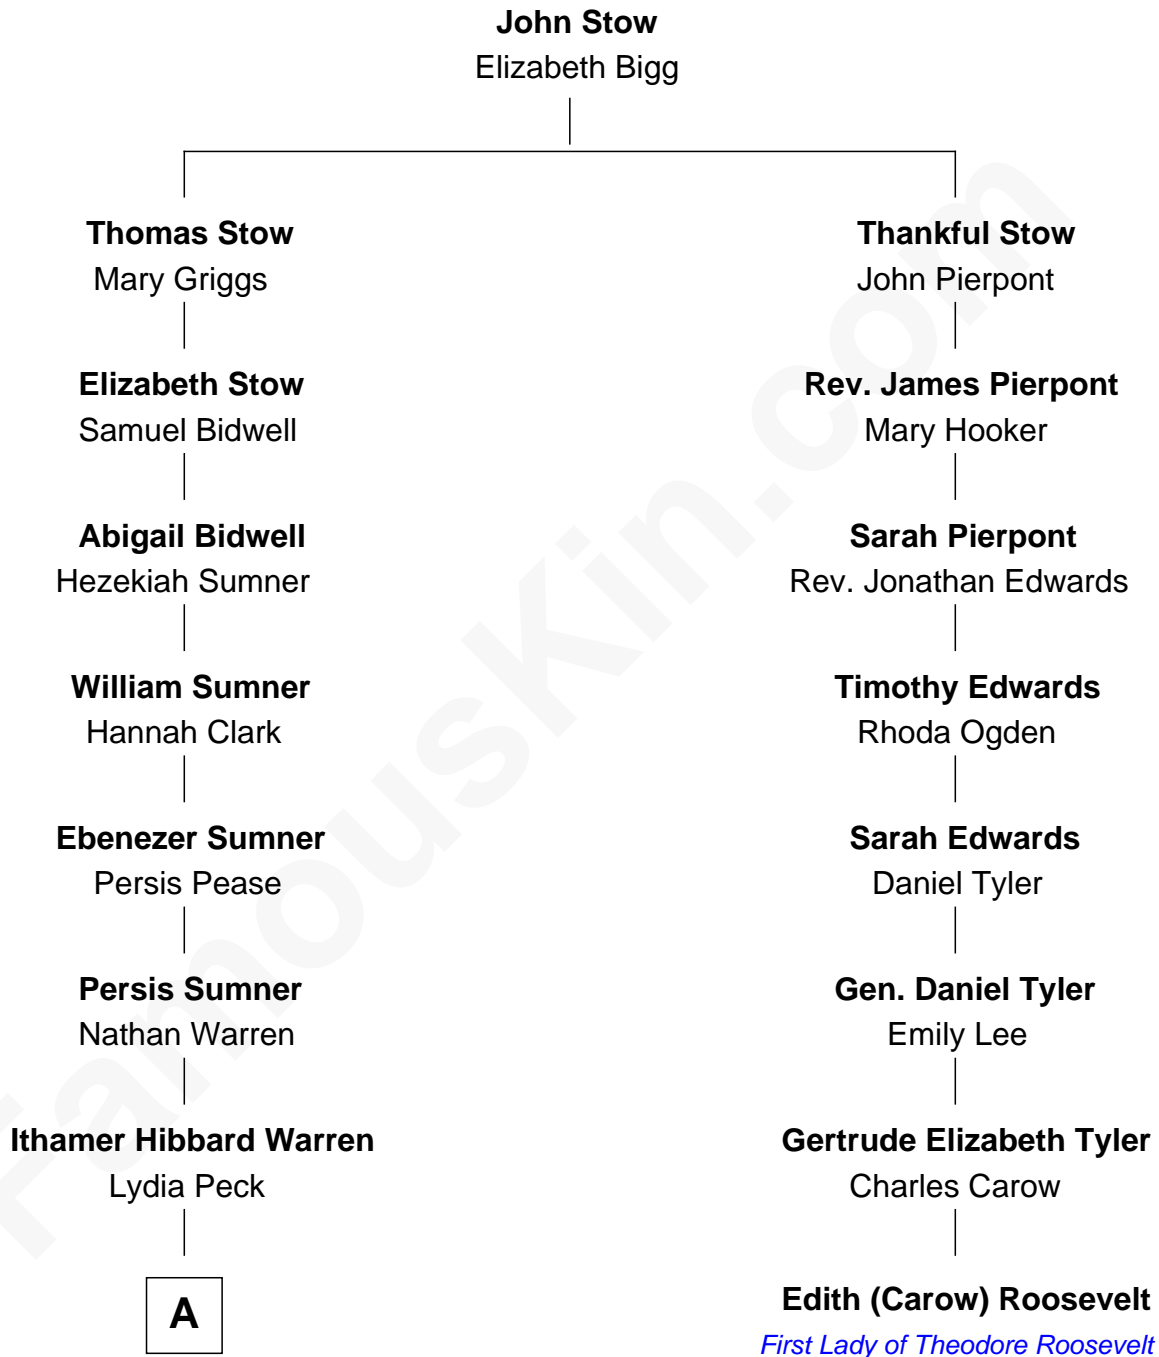 John Stow
Elizabeth Bigg
Thomas Stow
Mary Griggs
Thankful Stow
John Pierpont
Elizabeth Stow
Samuel Bidwell
Rev. James Pierpont
Mary Hooker
Abigail Bidwell
Hezekiah Sumner
Sarah Pierpont
Rev. Jonathan Edwards
William Sumner
Hannah Clark
Timothy Edwards
Rhoda Ogden
Ebenezer Sumner
Persis Pease
Sarah Edwards
Daniel Tyler
Persis Sumner
Nathan Warren
Gen. Daniel Tyler
Emily Lee
Ithamer Hibbard Warren
Lydia Peck
Gertrude Elizabeth Tyler
Charles Carow
A
Edith (Carow) Roosevelt
First Lady of Theodore Roosevelt
FamousKin.com